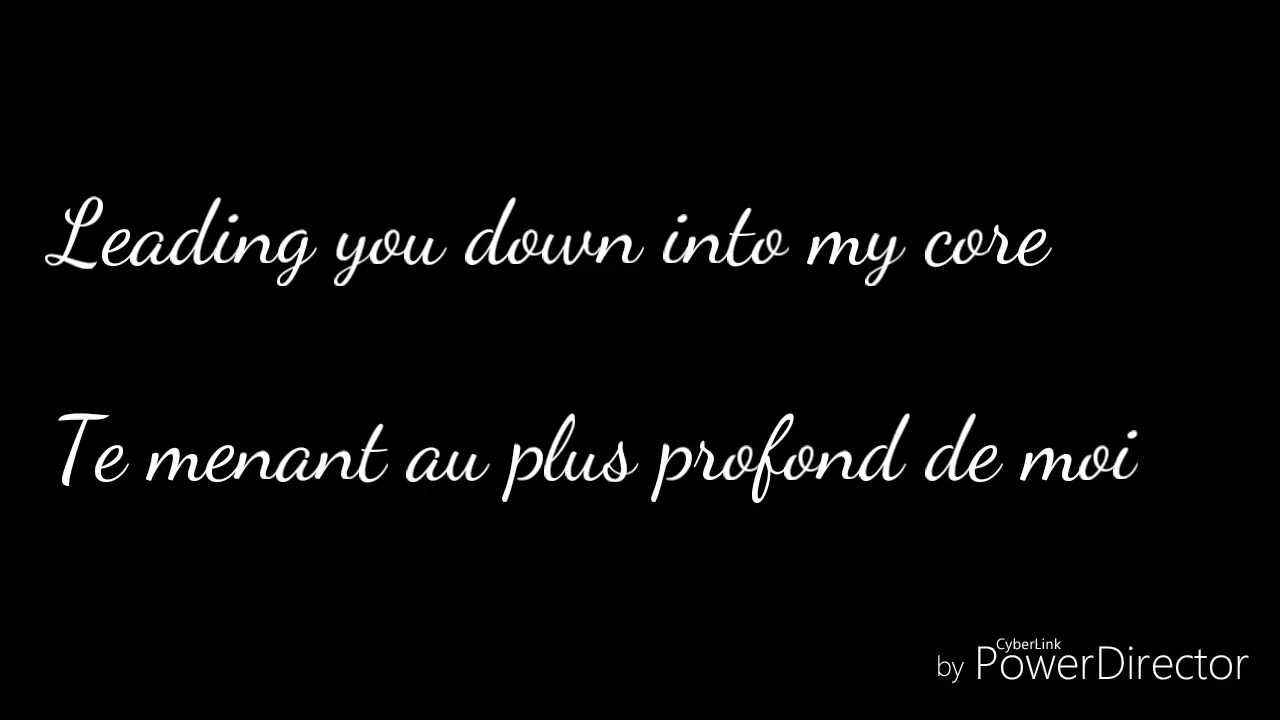 Leading you down into my core
Te menant au plus profond de moi
CyberLink
by PowerDirector